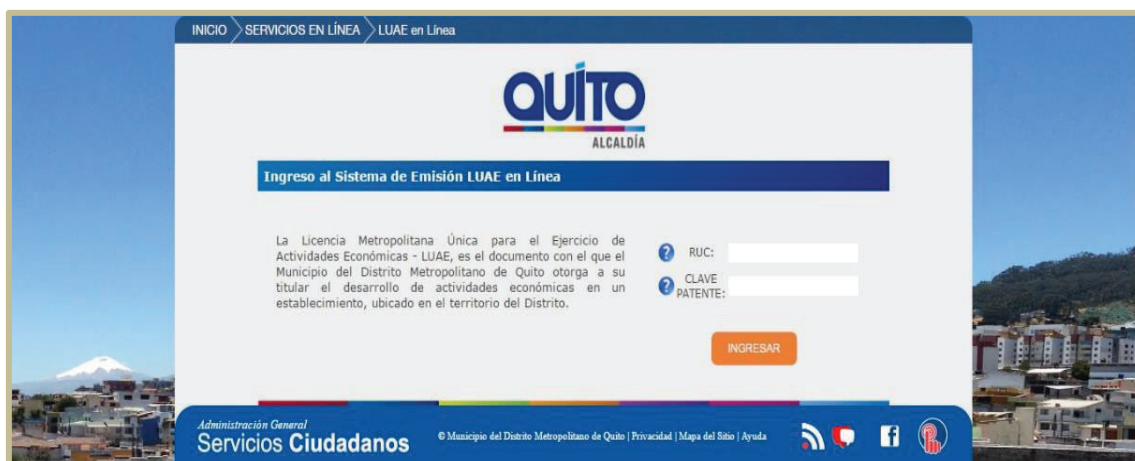 INICIO SERVICIOS EN LÍNEA LUAE en Línea
QUITO
ALCALDÍA
Ingreso al Sistema de Emisión LUAE en Línea
La Licencia Metropolitana Única para el Ejercicio de
Actividades Económicas - LUAE, es el documento con el que el
Municipio del Distrito Metropolitano de Quito otorga a su
titular el desarrollo de actividades económicas en un
establecimiento, ubicado en el territorio del Distrito.
? RUC:
? CLAVE
PATENTE:
INGRESAR
Administración General
Servicios Ciudadanos
© Municipio del Distrito Metropolitano de Quito | Privacidad | Mapa del Sitio | Ayuda
f